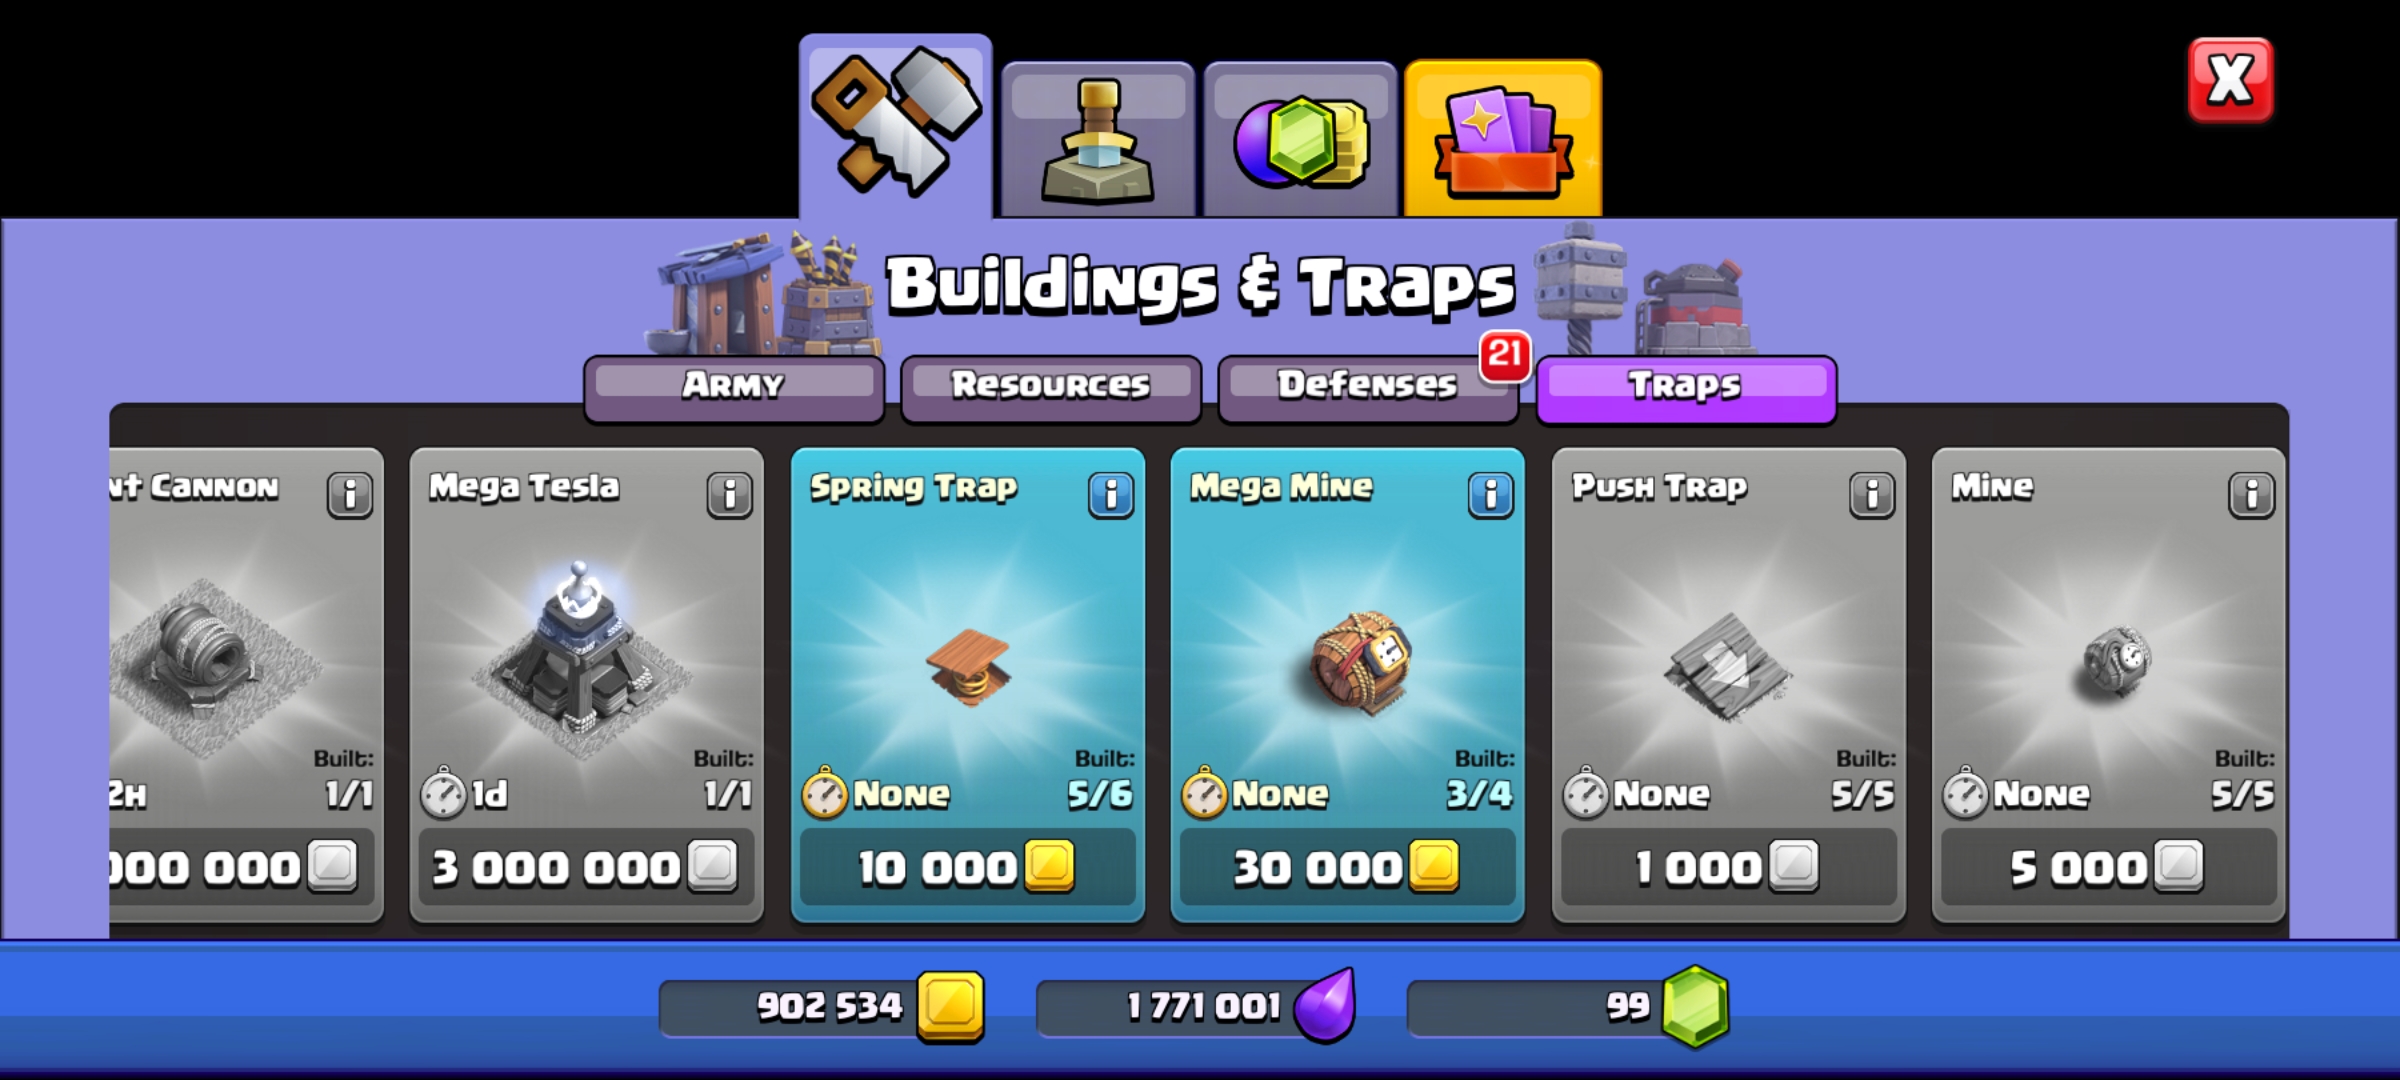 X
Buildings & Traps
Army
Resources
Defenses
21
Traps
nt Cannon
i
Built:
2h
1/1
000 000
Mega Tesla
i
Built:
1d
1/1
3 000 000
Spring Trap
i
Built:
None
5/6
10 000
Mega Mine
i
Built:
None
3/4
30 000
Push Trap
i
Built:
None
5/5
1 000
Mine
i
Built:
None
5/5
5 000
902 534
1 771 001
99